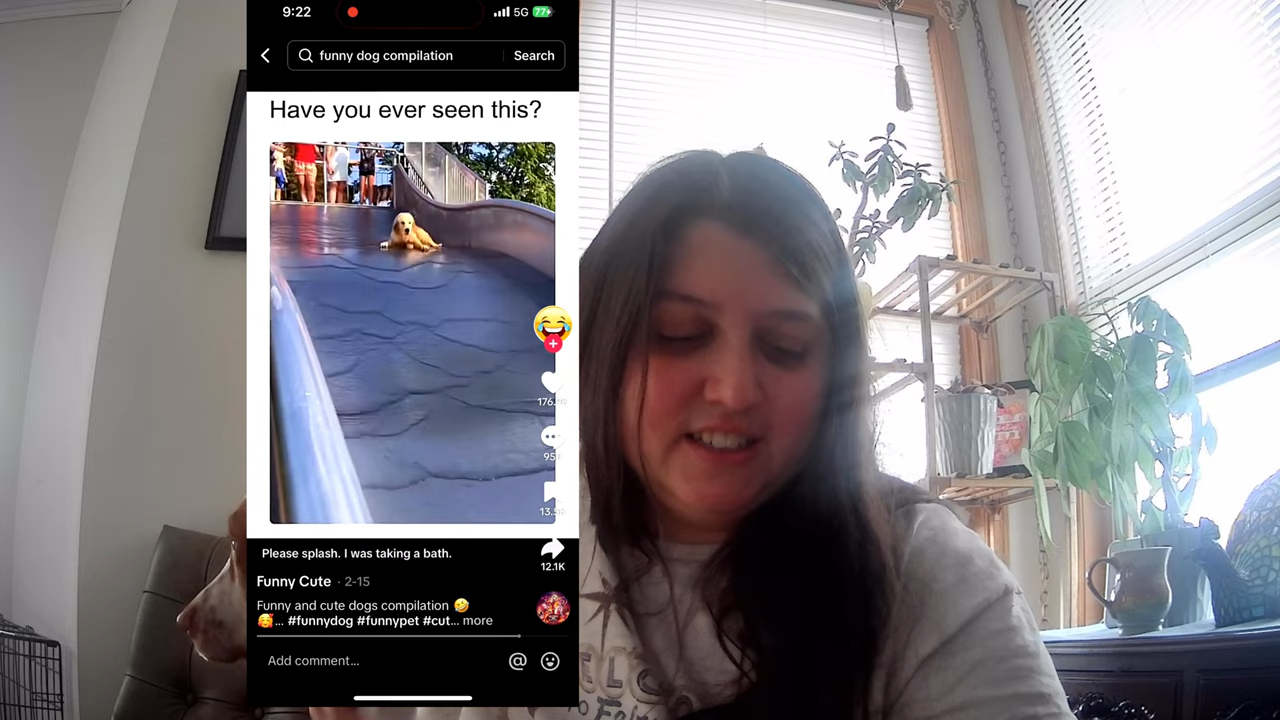 9:22
5G
77
funny dog compilation
Search
Have you ever seen this?
Please splash. I was taking a bath.
12.1K
Funny Cute · 2-15
Funny and cute dogs compilation 🤣
🥰... #funnydog #funnypet #cut... more
Add comment...
@